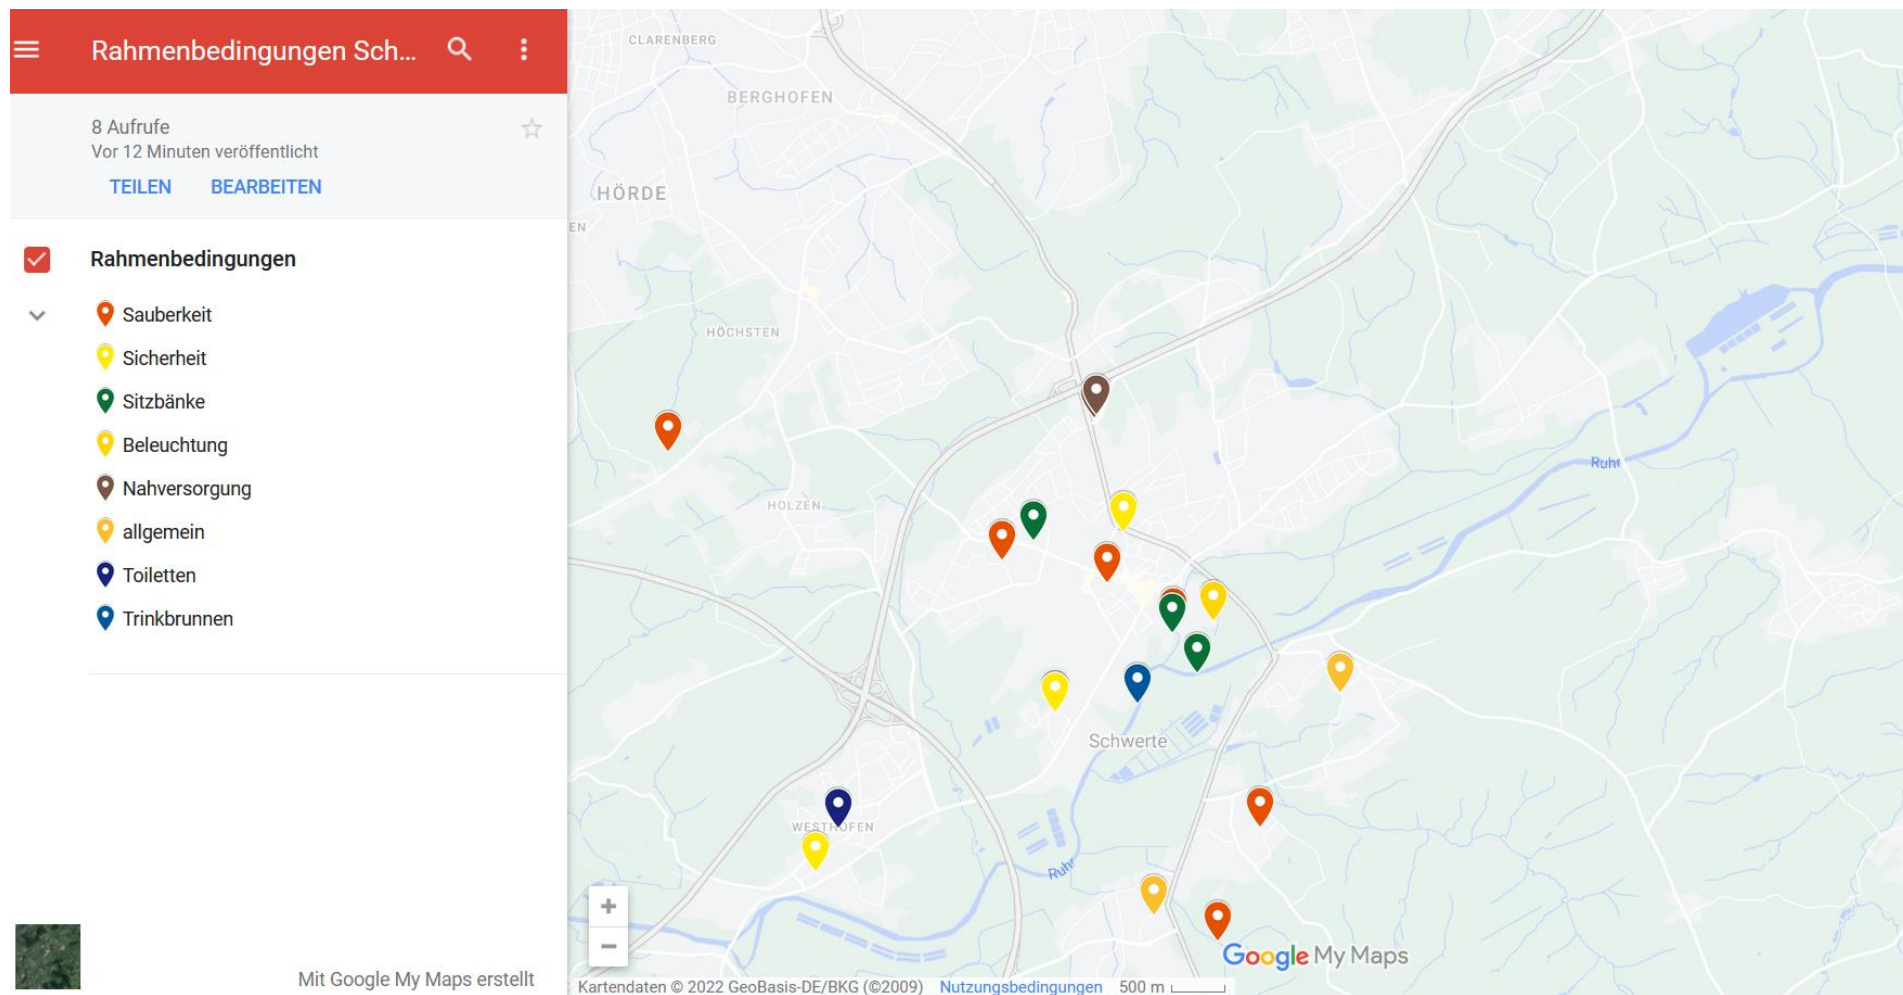 Rahmenbedingungen Sch...
8 Aufrufe
Vor 12 Minuten veröffentlicht
TEILEN BEARBEITEN
Rahmenbedingungen
Sauberkeit
Sicherheit
Sitzbänke
Beleuchtung
Nahversorgung
allgemein
Toiletten
Trinkbrunnen
Mit Google My Maps erstellt
CLARENBERG
BERGHOFEN
HÖRDE
EN
HÖCHSTEN
Ruhr
HOLZEN
Schwerte
WESTHOFEN
Ruhr
Google My Maps
Kartendaten © 2022 GeoBasis-DE/BKG (©2009) Nutzungsbedingungen 500 m